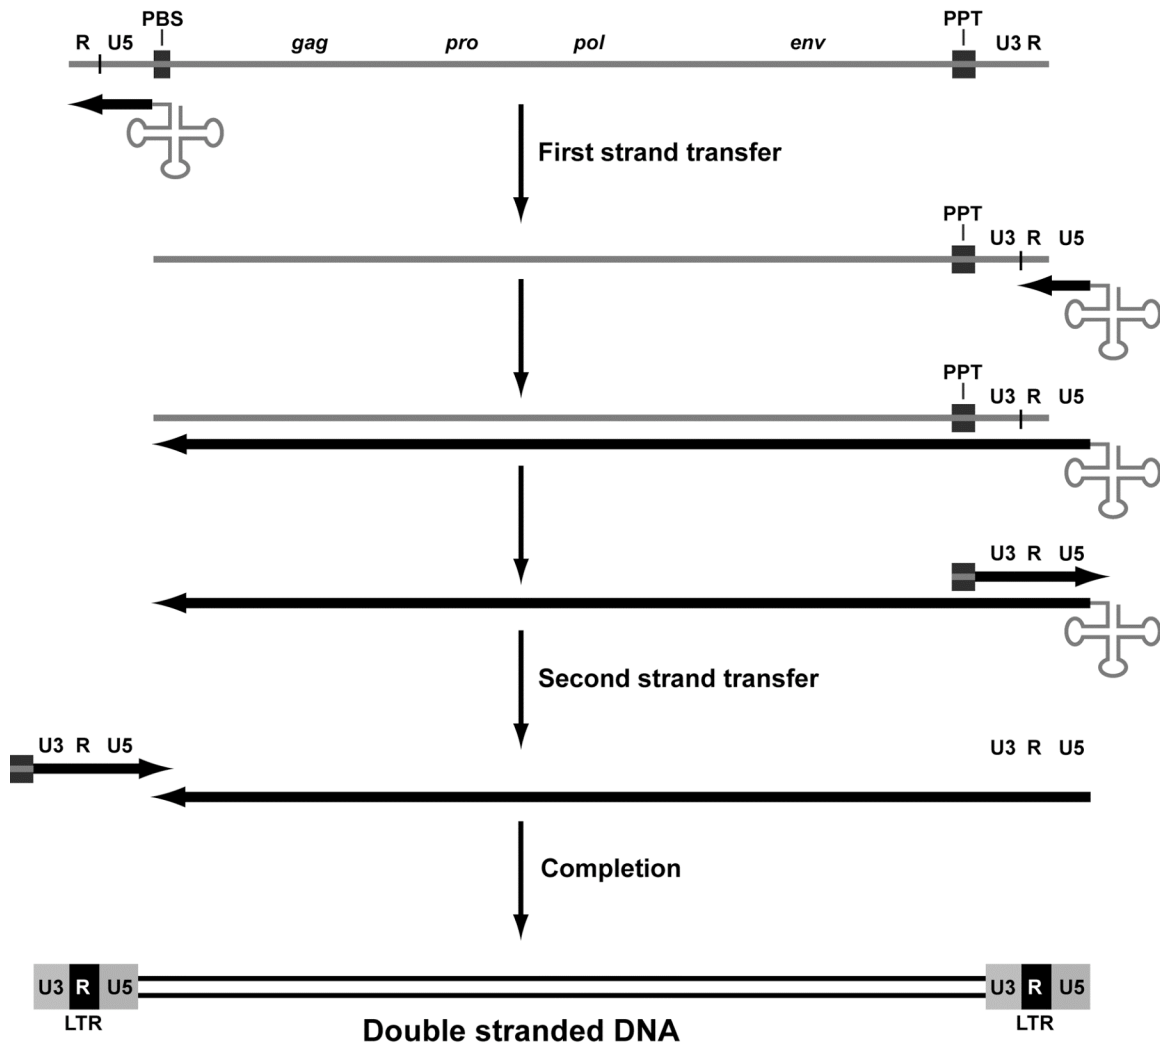 PBS PPT
R U5 gag pro pol env U3 R
First strand transfer
PPT
U3 R U5
PPT
U3 R U5
U3 R U5
Second strand transfer
U3 R U5 U3 R U5
Completion
U3 R U5 U3 R U5
LTR LTR
Double stranded DNA